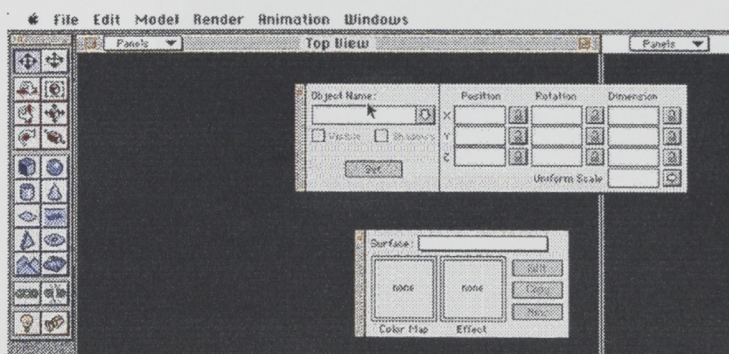 File Edit Model Render Animation Windows
Panels
Top View
Panels
Object Name:
Position Rotation Dimension
X
Y
Z
Visible Shadows
Set
Uniform Scale
Surface:
none none
Edit
Copy
New
Color Map Effect